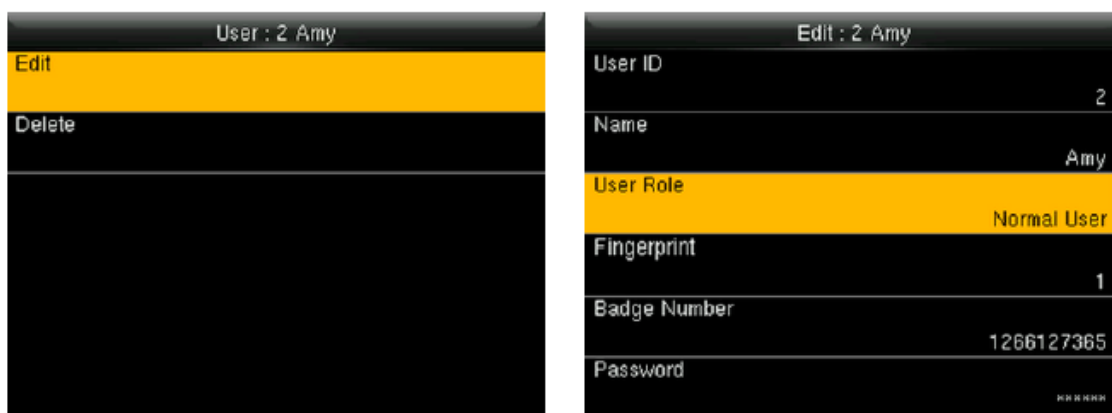 User : 2 Amy
Edit
Delete
Edit : 2 Amy
User ID
2
Name
Amy
User Role
Normal User
Fingerprint
1
Badge Number
1266127365
Password
******